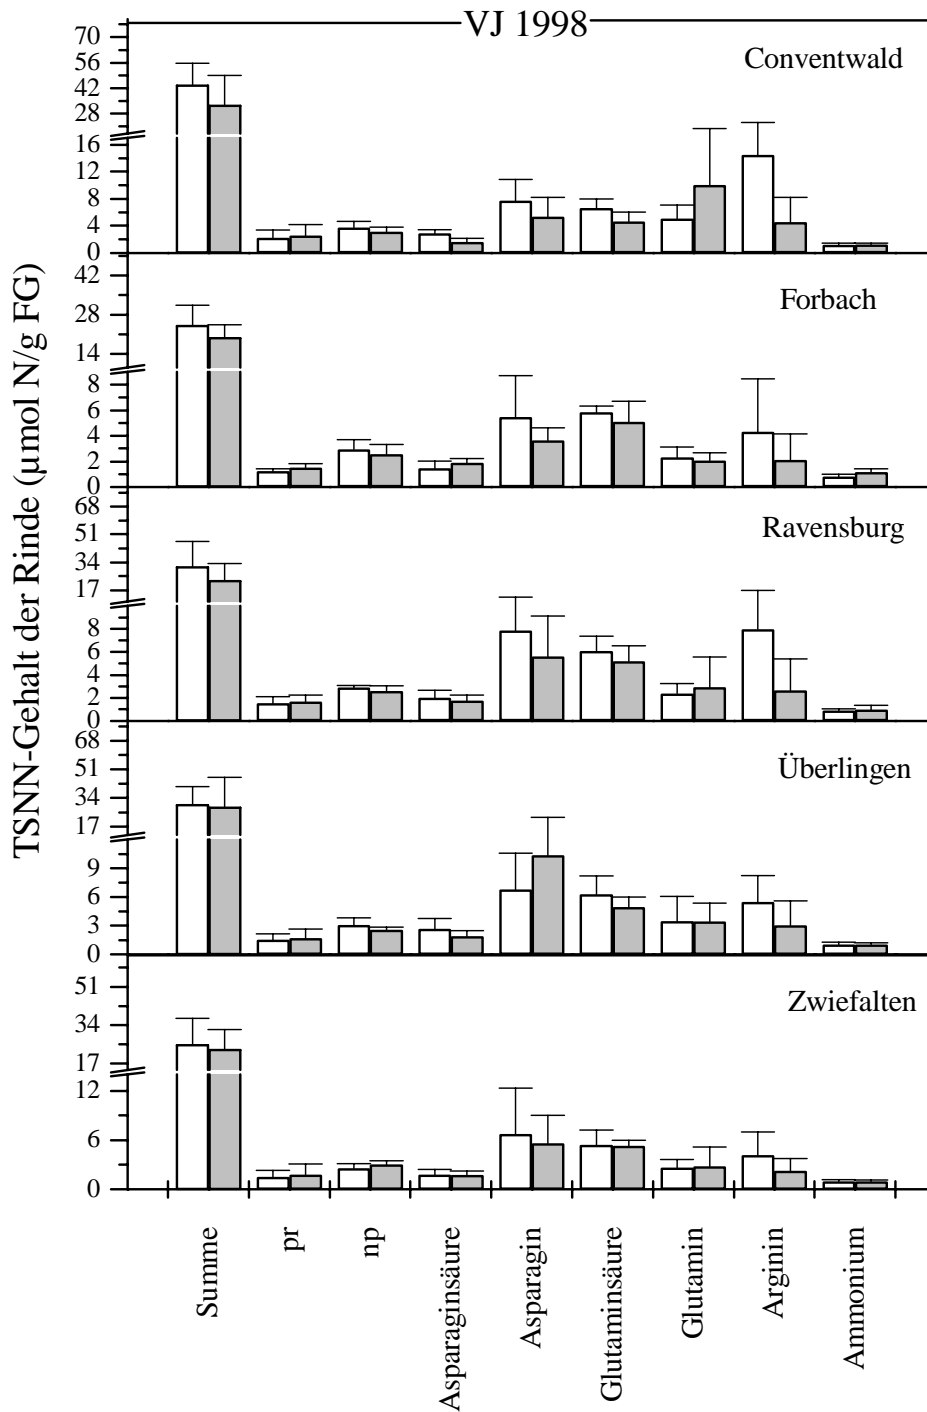 VJ 1998
TSNN-Gehalt der Rinde (µmol N/g FG)
Conventwald
70
56
42
28
16
12
8
4
0
Forbach
42
28
14
8
6
4
2
0
Ravensburg
68
51
34
17
8
6
4
2
0
Überlingen
68
51
34
17
9
6
3
0
Zwiefalten
51
34
17
12
6
0
Summe
pr
np
Asparaginsäure
Asparagin
Glutaminsäure
Glutamin
Arginin
Ammonium